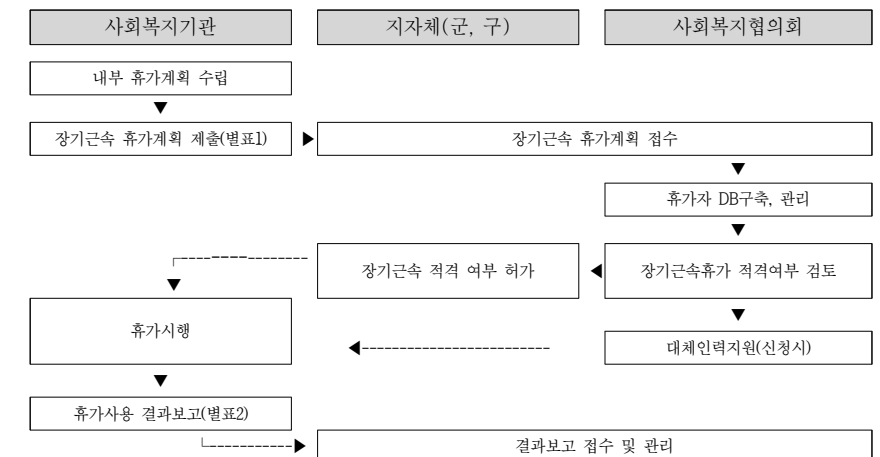 사회복지기관
지자체(군, 구)
사회복지협의회
내부 휴가계획 수립
장기근속 휴가계획 제출(별표1)
장기근속 휴가계획 접수
휴가자 DB구축, 관리
장기근속 적격 여부 허가
장기근속휴가 적격여부 검토
휴가시행
대체인력지원(신청시)
휴가사용 결과보고(별표2)
결과보고 접수 및 관리